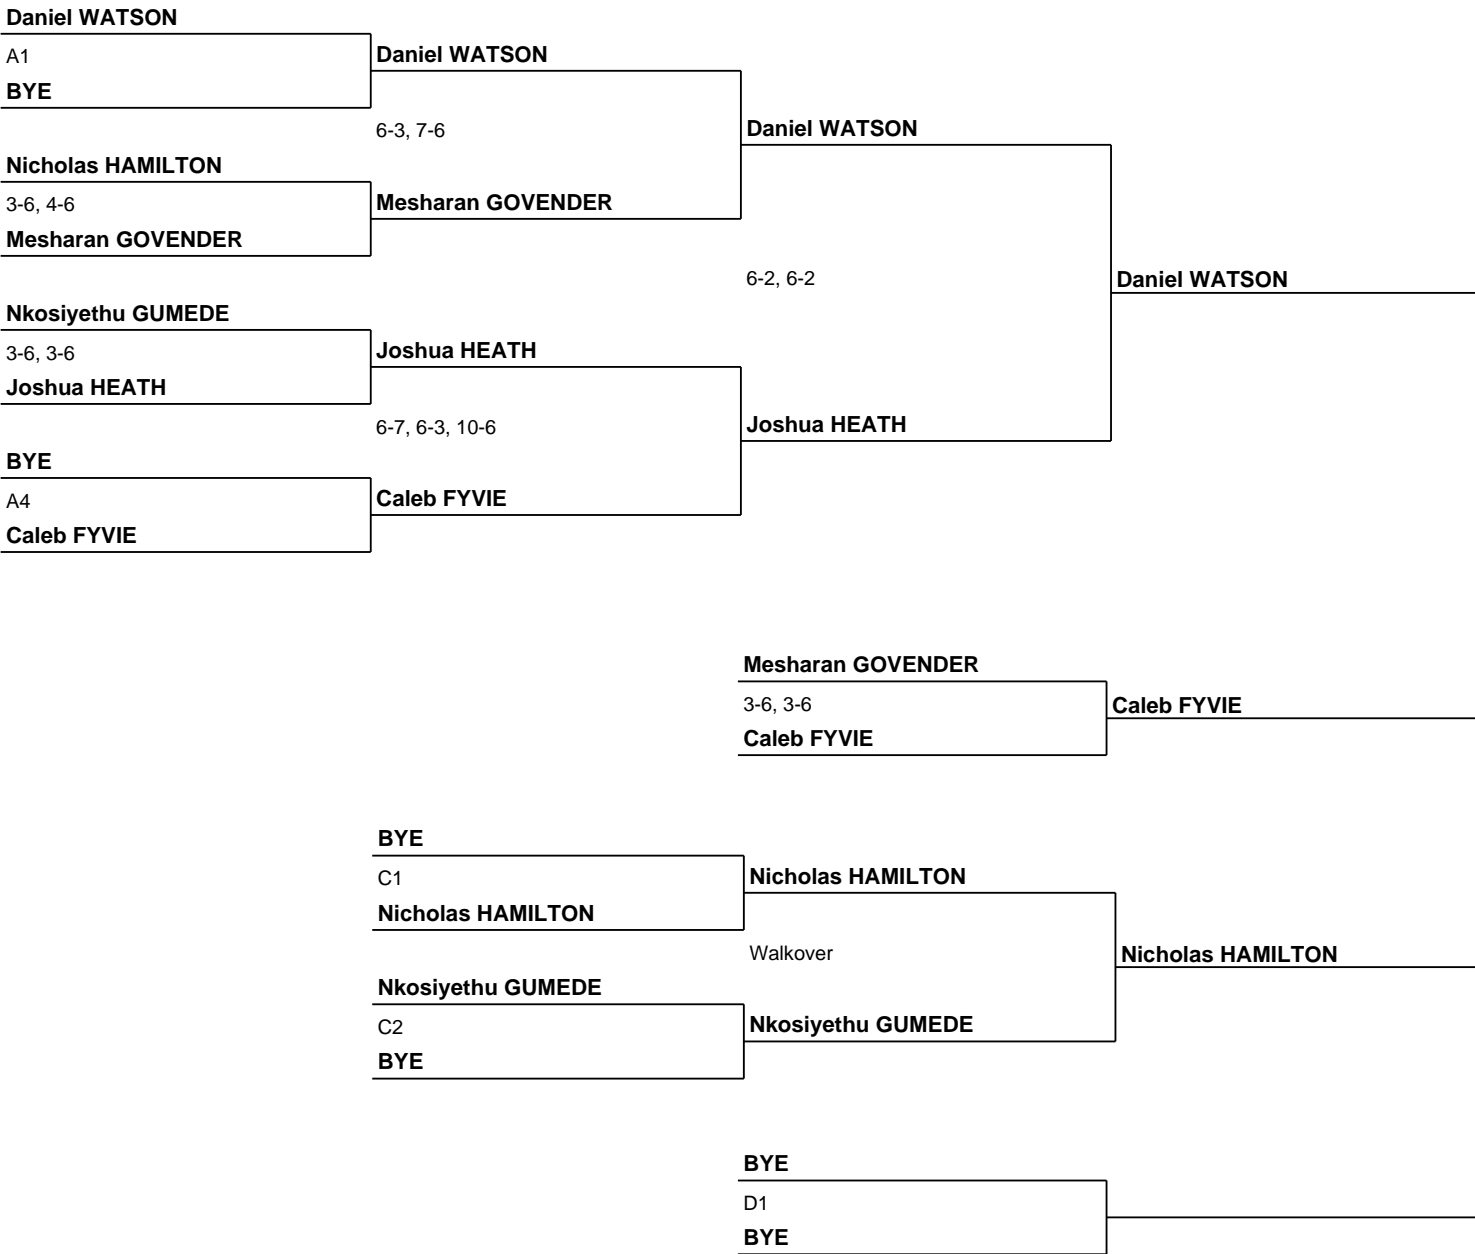 Daniel WATSON
A1
Daniel WATSON
BYE
6-3, 7-6
Daniel WATSON
Nicholas HAMILTON
3-6, 4-6
Mesharan GOVENDER
Mesharan GOVENDER
6-2, 6-2
Daniel WATSON
Nkosiyethu GUMEDE
3-6, 3-6
Joshua HEATH
Joshua HEATH
6-7, 6-3, 10-6
Joshua HEATH
BYE
A4
Caleb FYVIE
Caleb FYVIE
Mesharan GOVENDER
3-6, 3-6
Caleb FYVIE
Caleb FYVIE
BYE
C1
Nicholas HAMILTON
Nicholas HAMILTON
Walkover
Nicholas HAMILTON
Nkosiyethu GUMEDE
C2
Nkosiyethu GUMEDE
BYE
BYE
D1
BYE